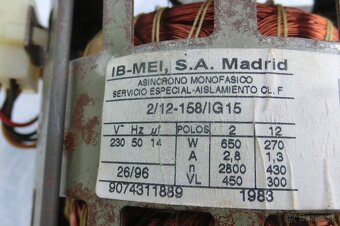 IB-MEI, S.A. Madrid
ASINCRONO MONOFASICO
SERVICIO ESPECIAL-AISLAMIENTO CL. F
2/12-158/IG15
V~ Hz µf POLOS 2 12
230 50 14 W 650 270
A 2,8 1,3
n 2800 430
26/96 VL 450 300
9074311889 1983